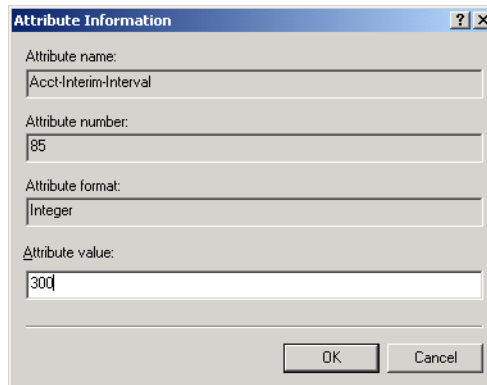 Attribute Information
Attribute name:
Acct-Interim-Interval
Attribute number:
85
Attribute format:
Integer
Attribute value:
300
OK Cancel